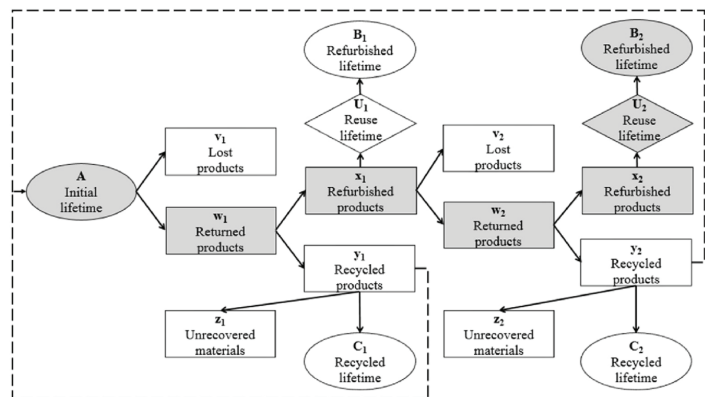 B1
Refurbished
lifetime
B2
Refurbished
lifetime
U1
Reuse
lifetime
U2
Reuse
lifetime
v1
Lost
products
v2
Lost
products
A
Initial
lifetime
x1
Refurbished
products
x2
Refurbished
products
w1
Returned
products
w2
Returned
products
y1
Recycled
products
y2
Recycled
products
z1
Unrecovered
materials
z2
Unrecovered
materials
C1
Recycled
lifetime
C2
Recycled
lifetime